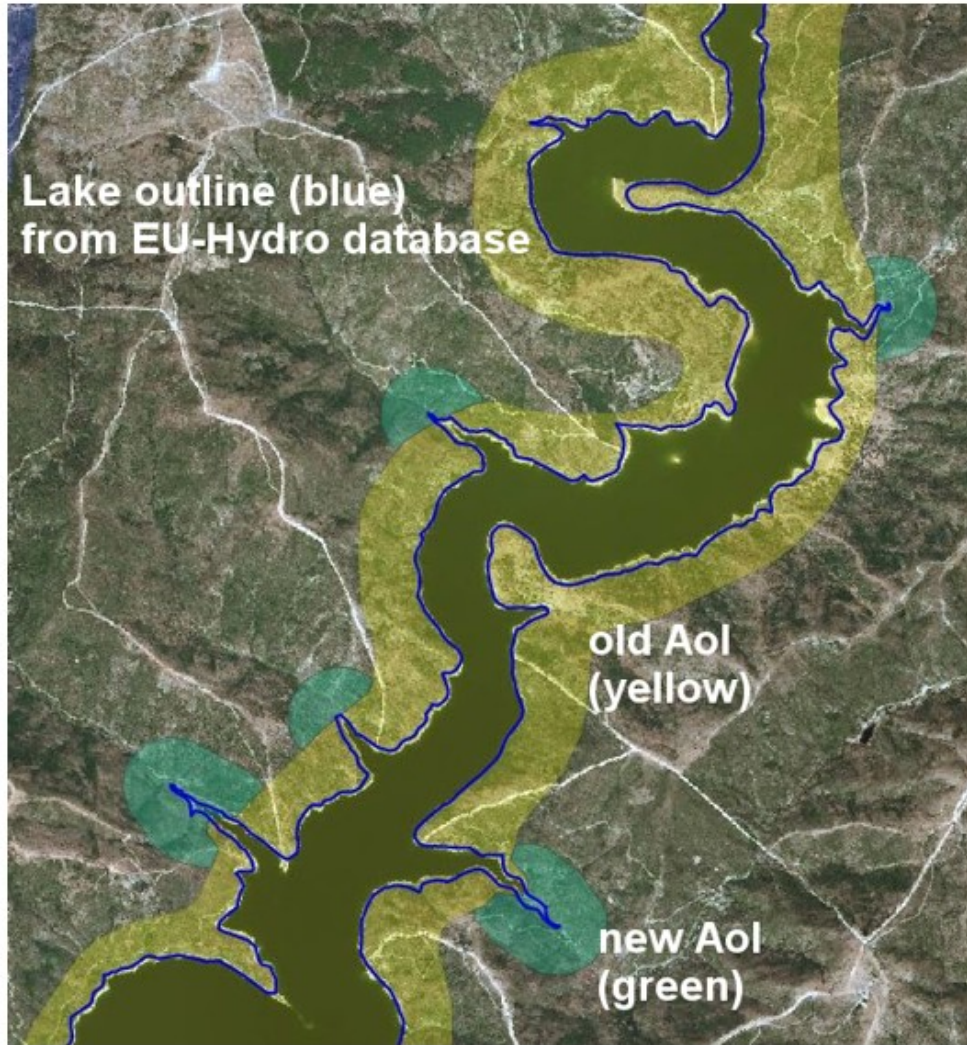 Lake outline (blue)
from EU-Hydro database
old AoI
(yellow)
new AoI
(green)